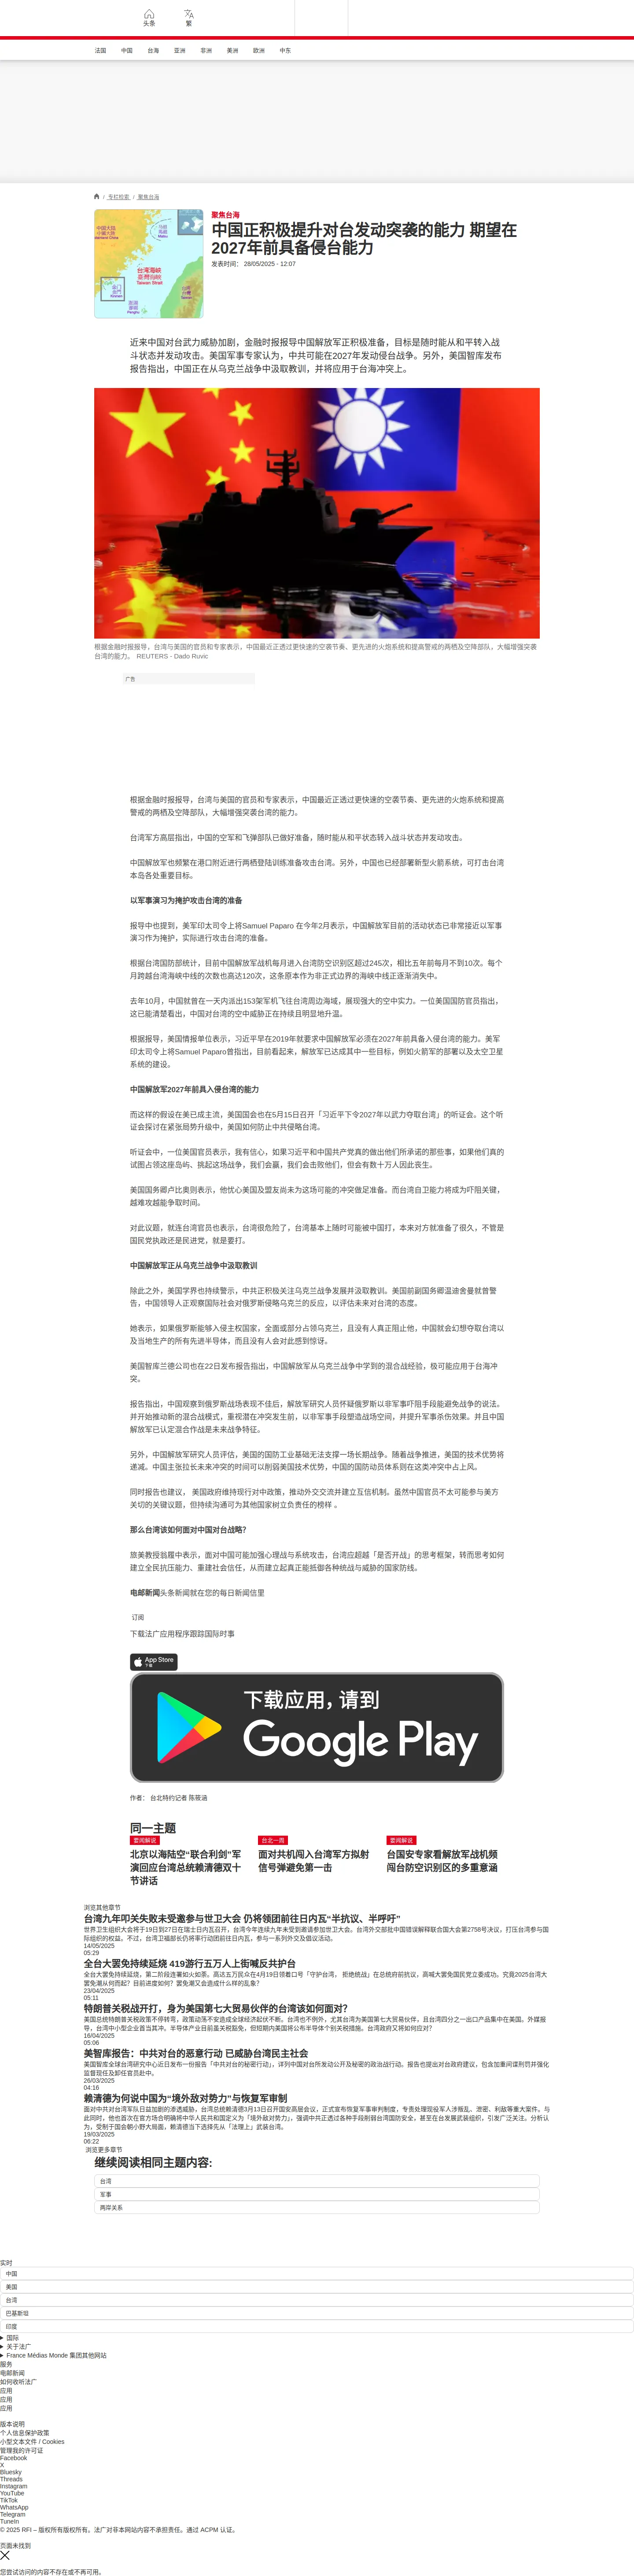 头条
繁
法国 中国 台海 亚洲 非洲 美洲 欧洲 中东
/ 专栏检索 / 聚焦台海
聚焦台海
中国正积极提升对台发动突袭的能力 期望在
2027年前具备侵台能力
发表时间: 28/05/2025 - 12:07
台湾海峡
Taiwan Strait
近来中国对台武力威胁加剧，金融时报报导中国解放军正积极准备，目标是随时能从和平转入战
斗状态并发动攻击。美国军事专家认为，中共可能在2027年发动侵台战争。另外，美国智库发布
报告指出，中国正在从乌克兰战争中汲取教训，并将应用于台海冲突上。
根据金融时报报导，台湾与美国的官员和专家表示，中国最近正透过更快速的空袭节奏、更先进的火炮系统和提高警戒的两栖及空降部队，大幅增强突袭
台湾的能力。 REUTERS - Dado Ruvic
广告
根据金融时报报导，台湾与美国的官员和专家表示，中国最近正透过更快速的空袭节奏、更先进的火炮系统和提高
警戒的两栖及空降部队，大幅增强突袭台湾的能力。
台湾军方高层指出，中国的空军和飞弹部队已做好准备，随时能从和平状态转入战斗状态并发动攻击。
中国解放军也频繁在港口附近进行两栖登陆训练准备攻击台湾。另外，中国也已经部署新型火箭系统，可打击台湾
本岛各处重要目标。
以军事演习为掩护攻击台湾的准备
报导中也提到，美军印太司令上将Samuel Paparo 在今年2月表示，中国解放军目前的活动状态已非常接近以军事
演习作为掩护，实际进行攻击台湾的准备。
根据台湾国防部统计，目前中国解放军战机每月进入台湾防空识别区超过245次，相比五年前每月不到10次。每个
月跨越台湾海峡中线的次数也高达120次，这条原本作为非正式边界的海峡中线正逐渐消失中。
去年10月，中国就曾在一天内派出153架军机飞往台湾周边海域，展现强大的空中实力。一位美国国防官员指出，
这已能清楚看出，中国对台湾的空中威胁正在持续且明显地升温。
根据报导，美国情报单位表示，习近平早在2019年就要求中国解放军必须在2027年前具备入侵台湾的能力。美军
印太司令上将Samuel Paparo曾指出，目前看起来，解放军已达成其中一些目标，例如火箭军的部署以及太空卫星
系统的建设。
中国解放军2027年前具入侵台湾的能力
而这样的假设在美已成主流，美国国会也在5月15日召开「习近平下令2027年以武力夺取台湾」的听证会。这个听
证会探讨在紧张局势升级中，美国如何防止中共侵略台湾。
听证会中，一位美国官员表示，我有信心，如果习近平和中国共产党真的做出他们所承诺的那些事，如果他们真的
试图占领这座岛屿、挑起这场战争，我们会赢，我们会击败他们，但会有数十万人因此丧生。
美国国务卿卢比奥则表示，他忧心美国及盟友尚未为这场可能的冲突做足准备。而台湾自卫能力将成为吓阻关键，
越难攻越能争取时间。
对此议题，就连台湾官员也表示，台湾很危险了，台湾基本上随时可能被中国打，本来对方就准备了很久，不管是
国民党执政还是民进党，就是要打。
中国解放军正从乌克兰战争中汲取教训
除此之外，美国学界也持续警示，中共正积极关注乌克兰战争发展并汲取教训。美国前副国务卿温迪舍曼就曾警
告，中国领导人正观察国际社会对俄罗斯侵略乌克兰的反应，以评估未来对台湾的态度。
她表示，如果俄罗斯能够入侵主权国家，全面或部分占领乌克兰，且没有人真正阻止他，中国就会幻想夺取台湾以
及当地生产的所有先进半导体，而且没有人会对此感到惊讶。
美国智库兰德公司也在22日发布报告指出，中国解放军从乌克兰战争中学到的混合战经验，极可能应用于台海冲
突。
报告指出，中国观察到俄罗斯战场表现不佳后，解放军研究人员怀疑俄罗斯以非军事吓阻手段能避免战争的说法。
并开始推动新的混合战模式，重视潜在冲突发生前，以非军事手段塑造战场空间，并提升军事杀伤效果。并且中国
解放军已认定混合作战是未来战争特征。
另外，中国解放军研究人员评估，美国的国防工业基础无法支撑一场长期战争。随着战争推进，美国的技术优势将
递减。中国主张拉长未来冲突的时间可以削弱美国技术优势，中国的国防动员体系则在这类冲突中占上风。
同时报告也建议， 美国政府维持现行对中政策，推动外交交流并建立互信机制。虽然中国官员不太可能参与美方
关切的关键议题，但持续沟通可为其他国家树立负责任的榜样 。
那么台湾该如何面对中国对台战略?
旅美教授翁履中表示，面对中国可能加强心理战与系统攻击，台湾应超越「是否开战」的思考框架，转而思考如何
建立全民抗压能力、重建社会信任，从而建立起真正能抵御各种统战与威胁的国家防线。
电邮新闻头条新闻就在您的每日新闻信里
订阅
下载法广应用程序跟踪国际时事
App Store
下载
下载应用，请到
Google Play
作者： 台北特约记者 陈筱涵
同一主题
要闻解说
北京以海陆空“联合利剑”军
演回应台湾总统赖清德双十
节讲话
台北一周
面对共机闯入台湾军方拟射
信号弹避免第一击
要闻解说
台国安专家看解放军战机频
闯台防空识别区的多重意涵
浏览其他章节
台湾九年叩关失败未受邀参与世卫大会 仍将领团前往日内瓦“半抗议、半呼吁”
世界卫生组织大会将于19日到27日在瑞士日内瓦召开，台湾今年连续九年未受到邀请参加世卫大会。台湾外交部批中国错误解释联合国大会第2758号决议，打压台湾参与国
际组织的权益。不过，台湾卫福部长仍将率行动团前往日内瓦，参与一系列外交及倡议活动。
14/05/2025
05:29
全台大罢免持续延烧 419游行五万人上街喊反共护台
全台大罢免持续延烧，第二阶段连署如火如荼。高达五万民众在4月19日领着口号「守护台湾， 拒绝统战」在总统府前抗议，高喊大罢免国民党立委成功。究竟2025台湾大
罢免潮从何而起？目前进度如何？罢免潮又会造成什么样的乱象？
23/04/2025
05:11
特朗普关税战开打，身为美国第七大贸易伙伴的台湾该如何面对?
美国总统特朗普关税政策不停转弯，政策动荡不安造成全球经济起伏不断。台湾也不例外，尤其台湾为美国第七大贸易伙伴，且台湾四分之一出口产品集中在美国。外媒报
导，台湾中小型企业首当其冲。半导体产业目前虽关税豁免，但短期内美国将公布半导体个别关税措施。台湾政府又将如何应对?
16/04/2025
05:06
美智库报告：中共对台的恶意行动 已威胁台湾民主社会
美国智库全球台湾研究中心近日发布一份报告「中共对台的秘密行动」，详列中国对台所发动公开及秘密的政治战行动。报告也提出对台政府建议，包含加重间谍刑罚并强化
监督现任及卸任官员赴中。
26/03/2025
04:16
赖清德为何说中国为“境外敌对势力”与恢复军审制
面对中共对台湾军队日益加剧的渗透威胁，台湾总统赖清德3月13日召开国安高层会议，正式宣布恢复军事审判制度，专责处理现役军人涉叛乱、泄密、利敌等重大案件。与
此同时，他也首次在官方场合明确将中华人民共和国定义为「境外敌对势力」，强调中共正透过各种手段削弱台湾国防安全，甚至在台发展武装组织，引发广泛关注。分析认
为，受制于国会朝小野大局面，赖清德当下选择先从「法理上」武装台湾。
19/03/2025
06:22
浏览更多章节
继续阅读相同主题内容:
台湾
军事
两岸关系
实时
中国
美国
台湾
巴基斯坦
印度
国际
关于法广
France Médias Monde 集团其他网站
服务
电邮新闻
如何收听法广
应用
应用
应用
版本说明
个人信息保护政策
小型文本文件 / Cookies
管理我的许可证
Facebook
X
Bluesky
Threads
Instagram
YouTube
TikTok
WhatsApp
Telegram
TuneIn
© 2025 RFI – 版权所有版权所有。法广对非本网站内容不承担责任。通过 ACPM 认证。
页面未找到
您尝试访问的内容不存在或不再可用。